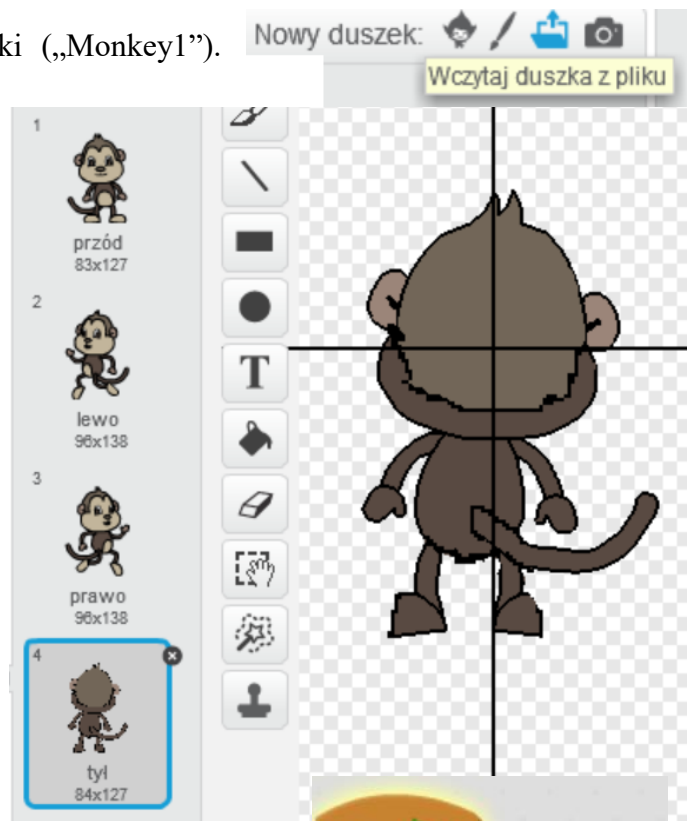 ki („Monkey1”).
Nowy duszek:
Wczytaj duszka z pliku
1
przód
83x127
2
lewo
96x138
3
prawo
96x138
4
tył
84x127
T